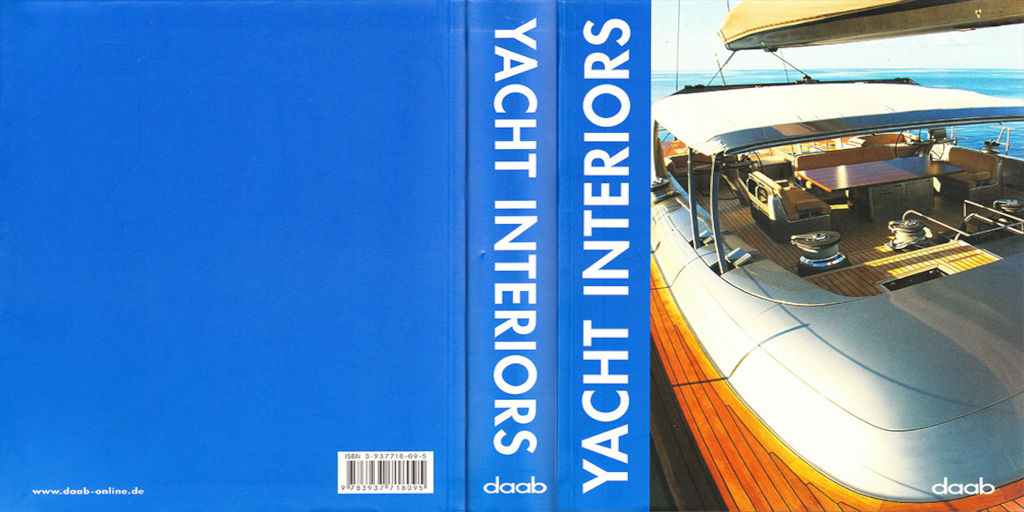 www.daab-online.de
ISBN 3-937718-09-5
9 783937 718095
YACHT INTERIORS
daab
YACHT INTERIORS
daab